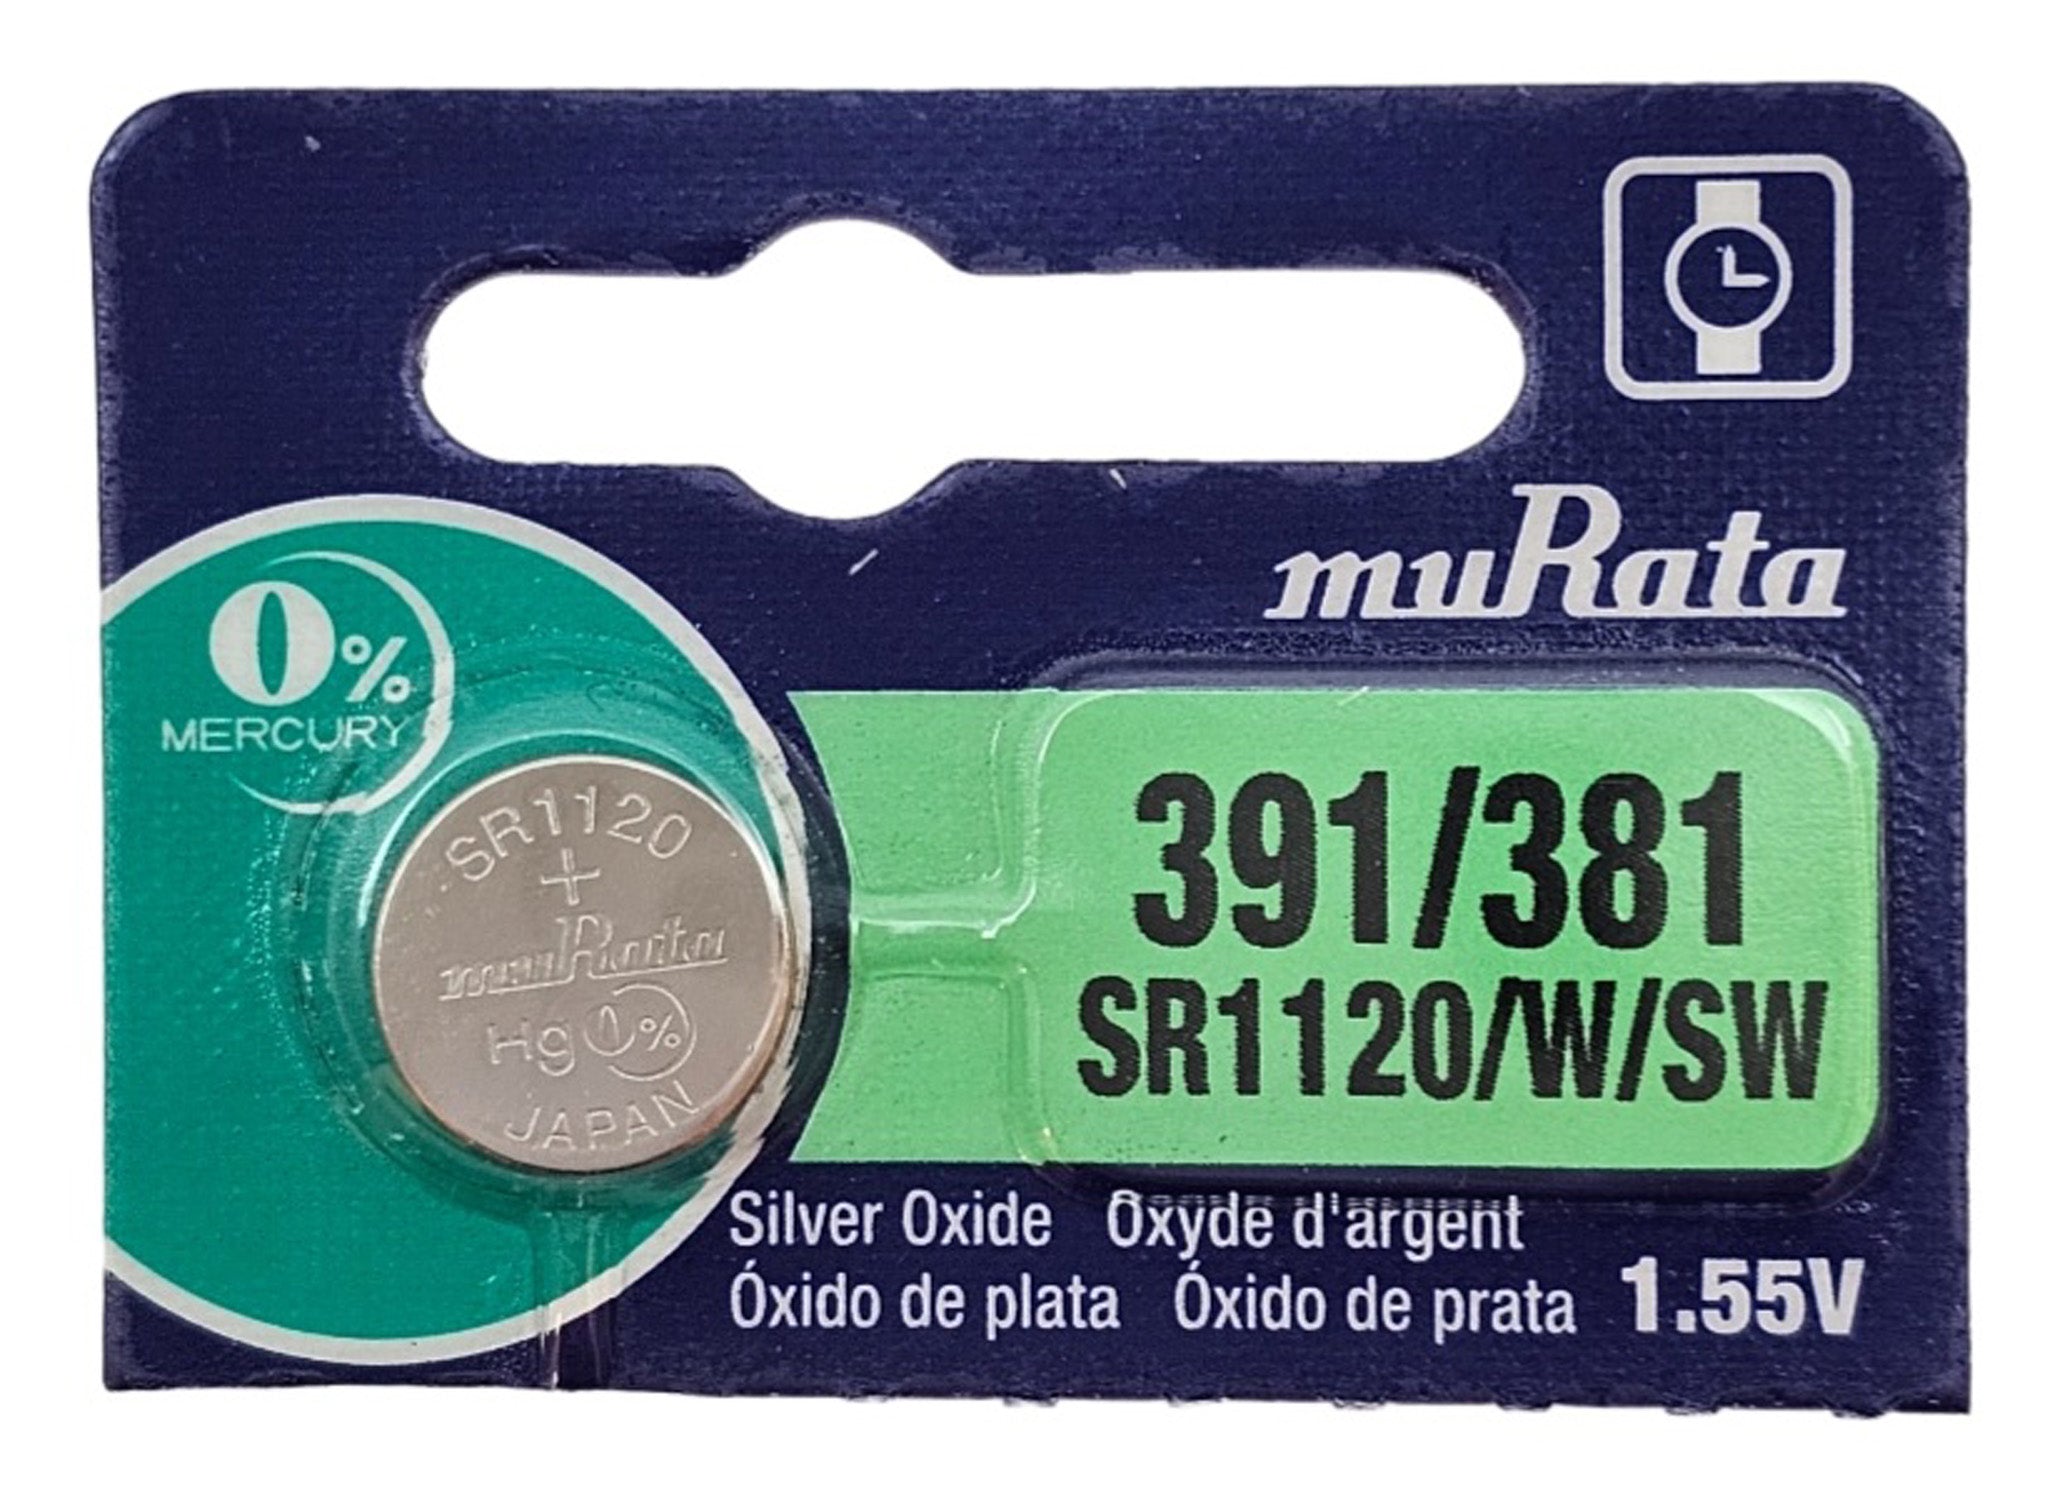 muRata
0%
MERCURY
SR1120
+
muRata
Hg 0%
JAPAN
391/381
SR1120/W/SW
Silver Oxide Oxyde d'argent
Óxido de plata Óxido de prata 1.55V